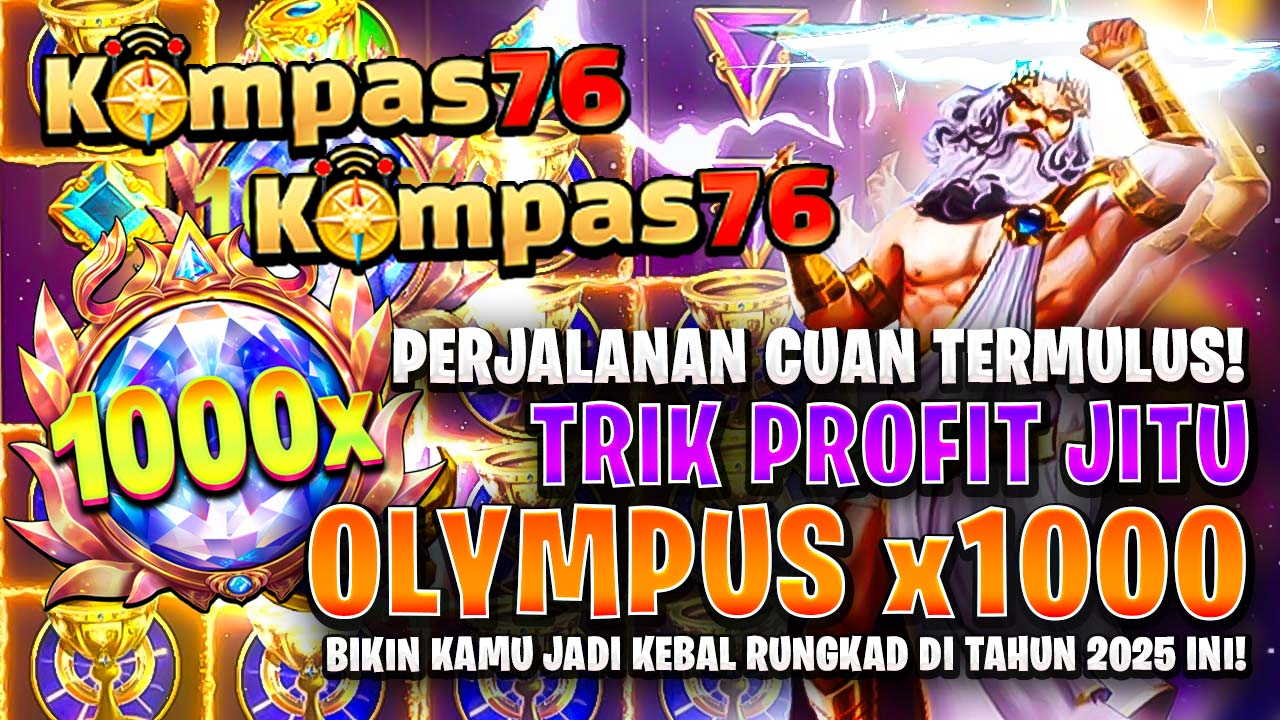 Kompas76
Kompas76
1000x
PERJALANAN CUAN TERMULUS!
TRIK PROFIT JITU
OLYMPUS x1000
BIKIN KAMU JADI KEBAL RUNGKAD DI TAHUN 2025 INI!